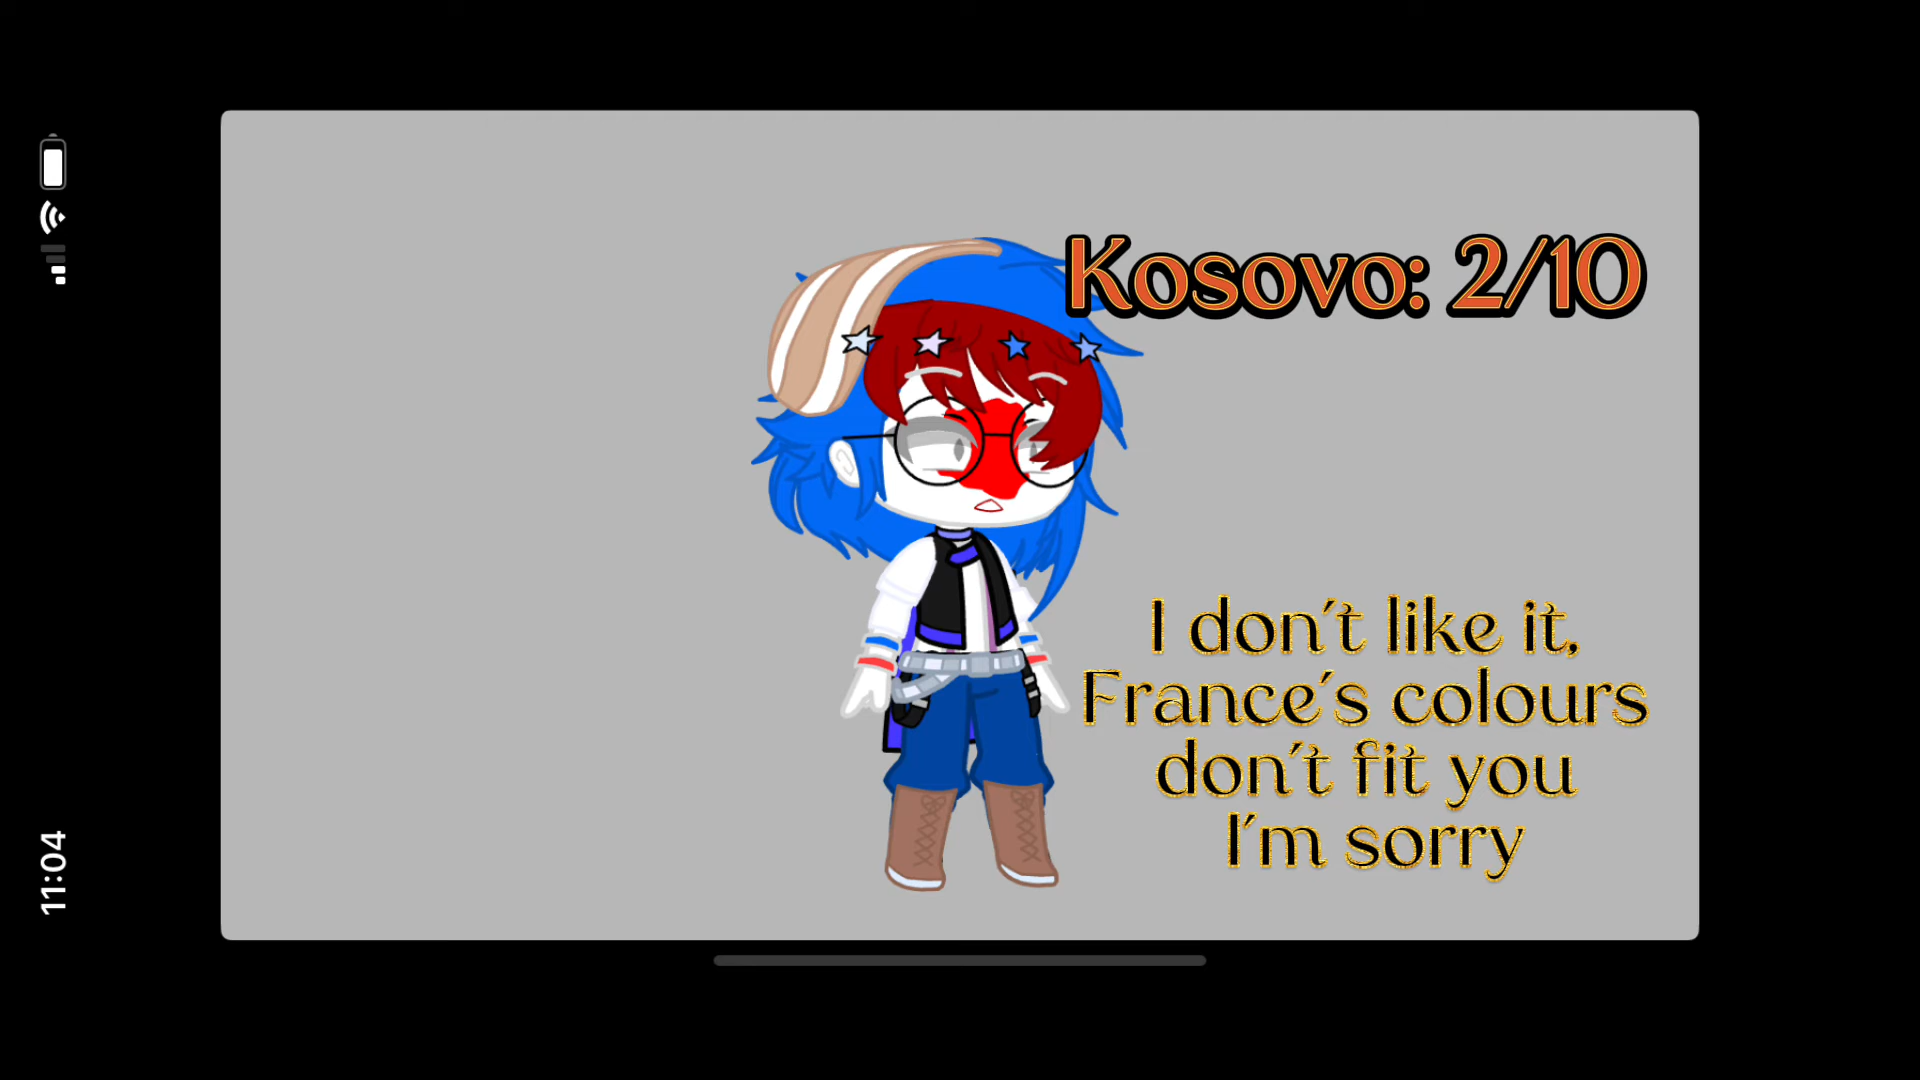 11:04
Kosovo: 2/10
I don't like it,
France's colours
don't fit you
I'm sorry